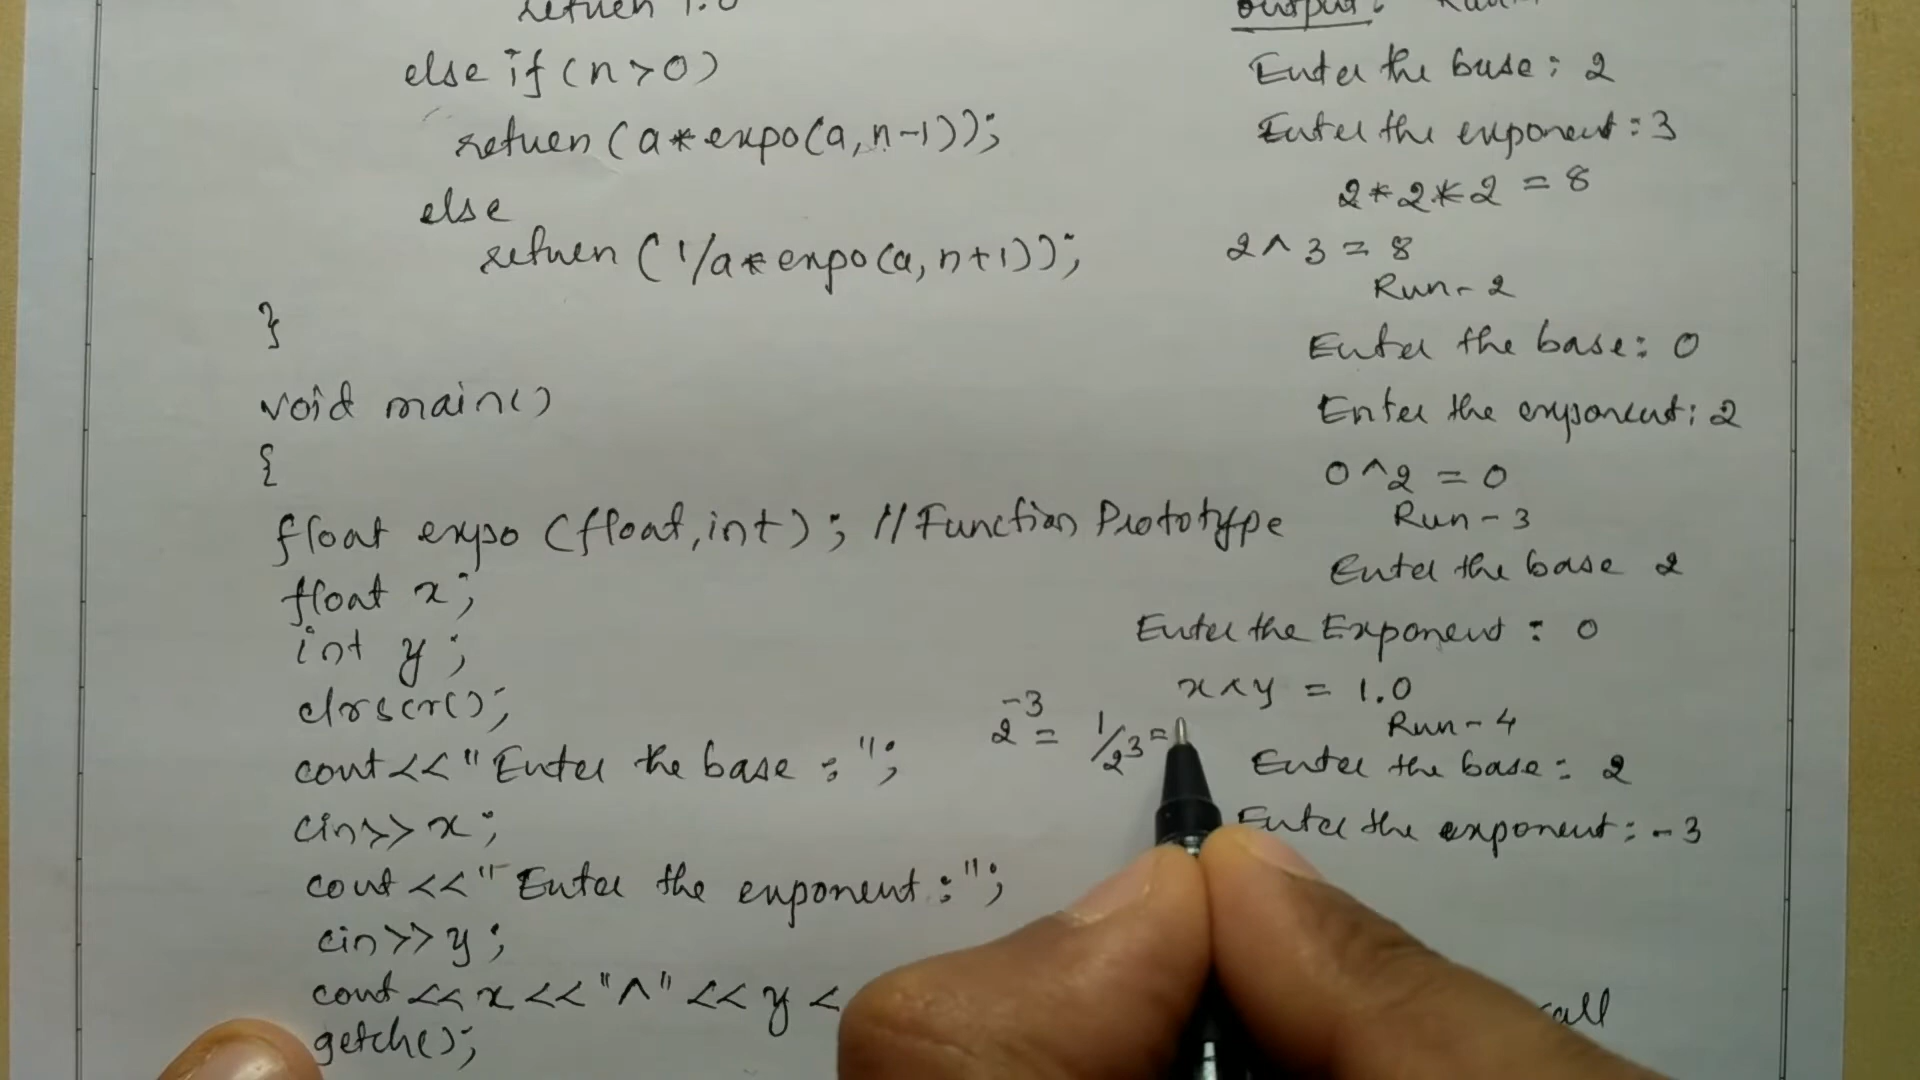 return 1.0
else if (n>0)
return (a*expo(a, n-1));
else
return (1/a*expo(a, n+1));
}
void main()
{
float expo (float, int); //Function Prototype
float x;
int y;
clrscr();
cout<<"Enter the base :";
cin>>x;
cout<<"Enter the exponent :";
cin>>y;
cout<<x<<"^"<<y<
getch();
output:
Enter the base: 2
Enter the exponent: 3
2*2*2 = 8
2^3 = 8
Run-2
Enter the base: 0
Enter the exponent: 2
0^2 = 0
Run-3
Enter the base 2
Enter the Exponent : 0
x^y = 1.0
Run-4
2^-3 = 1/2^3 =
Enter the base: 2
Enter the exponent: -3
call